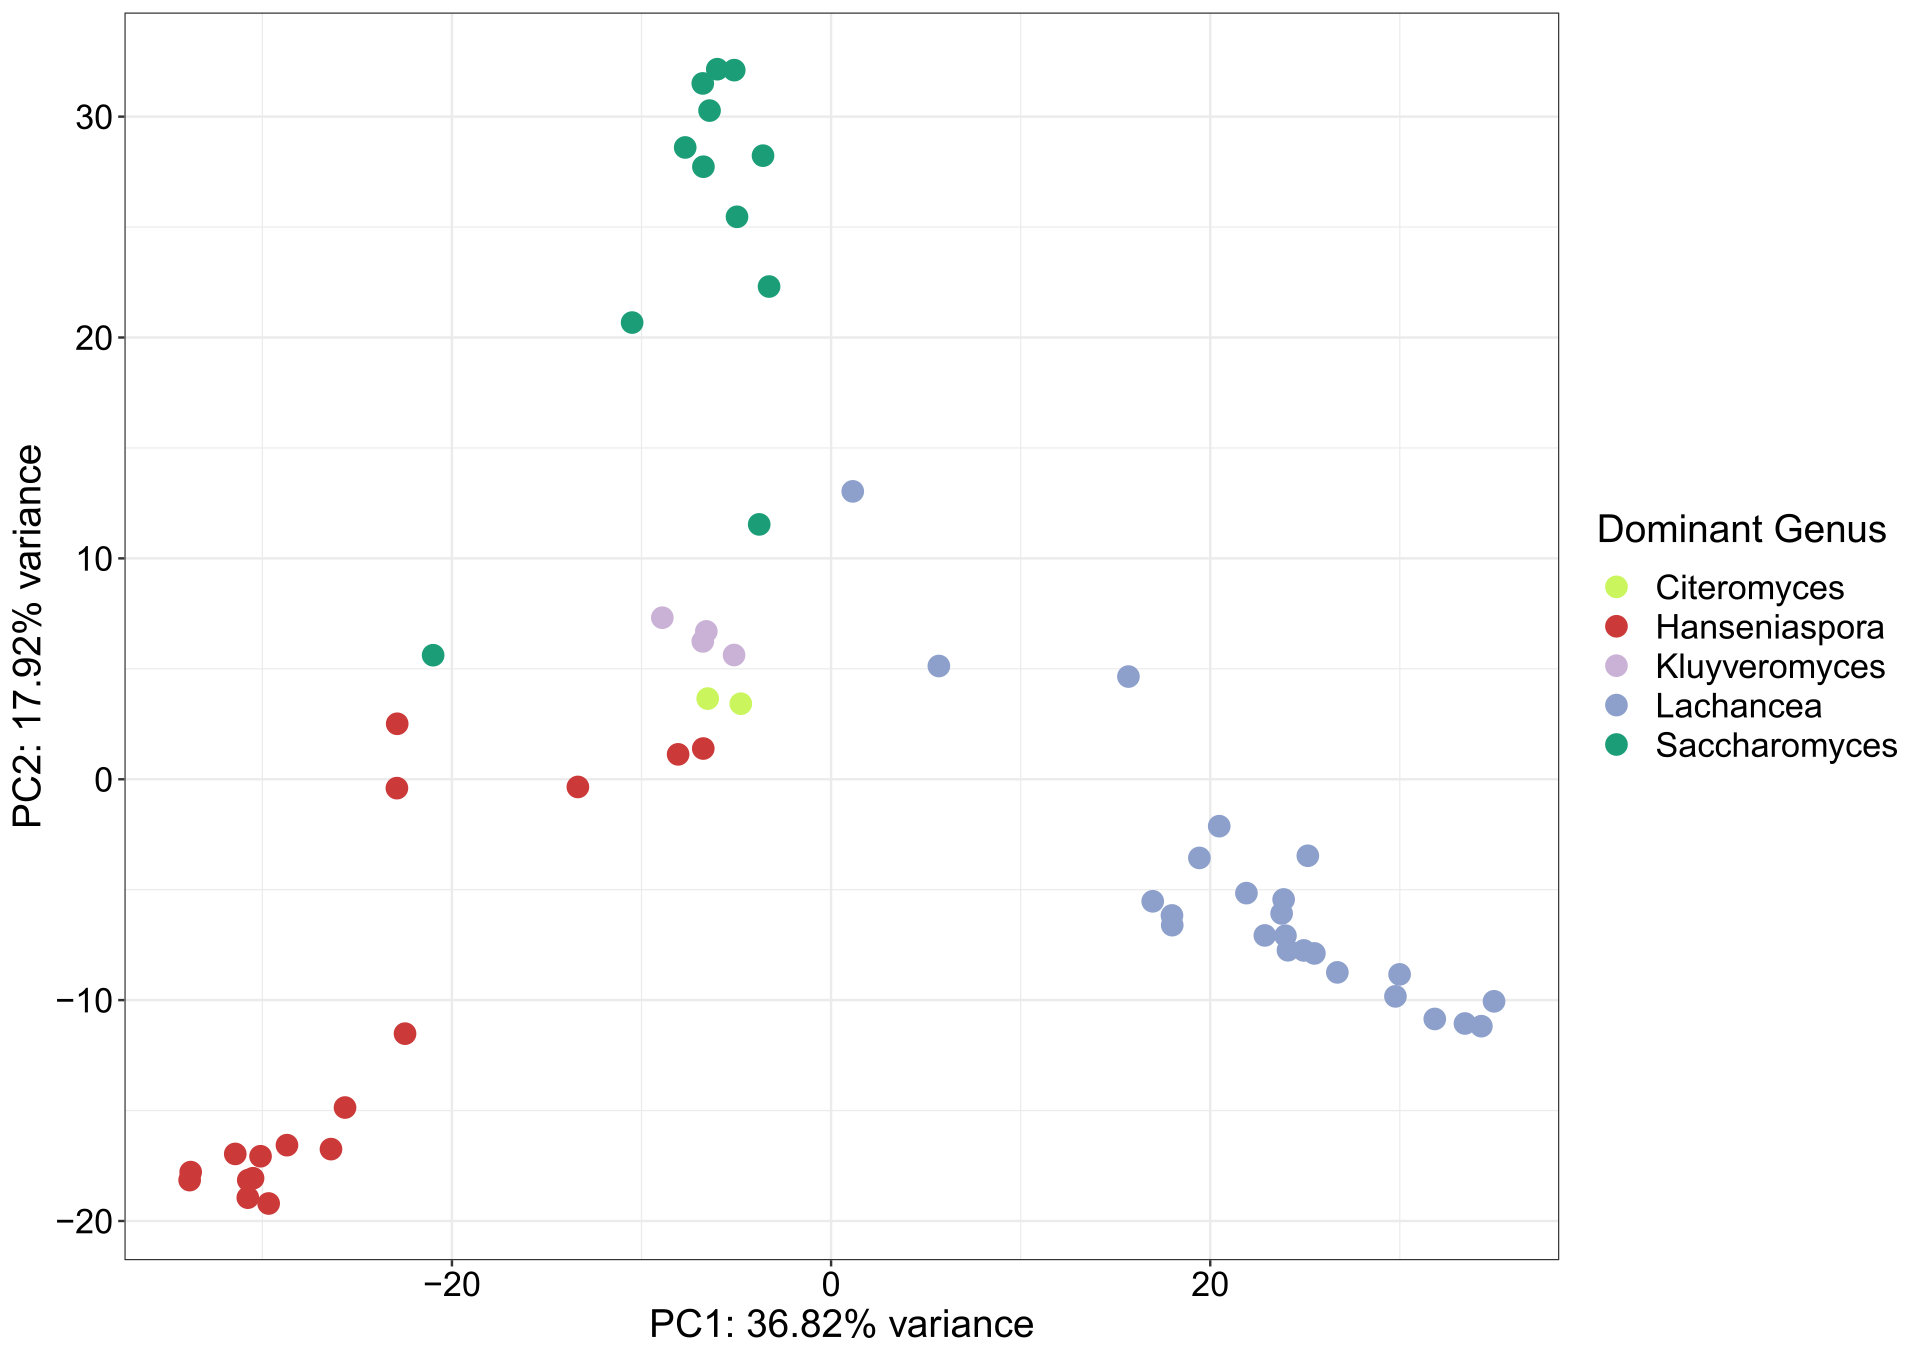 30
20
10
0
−10
−20
PC2: 17.92% variance
−20
0
20
PC1: 36.82% variance
Dominant Genus
Citeromyces
Hanseniaspora
Kluyveromyces
Lachancea
Saccharomyces